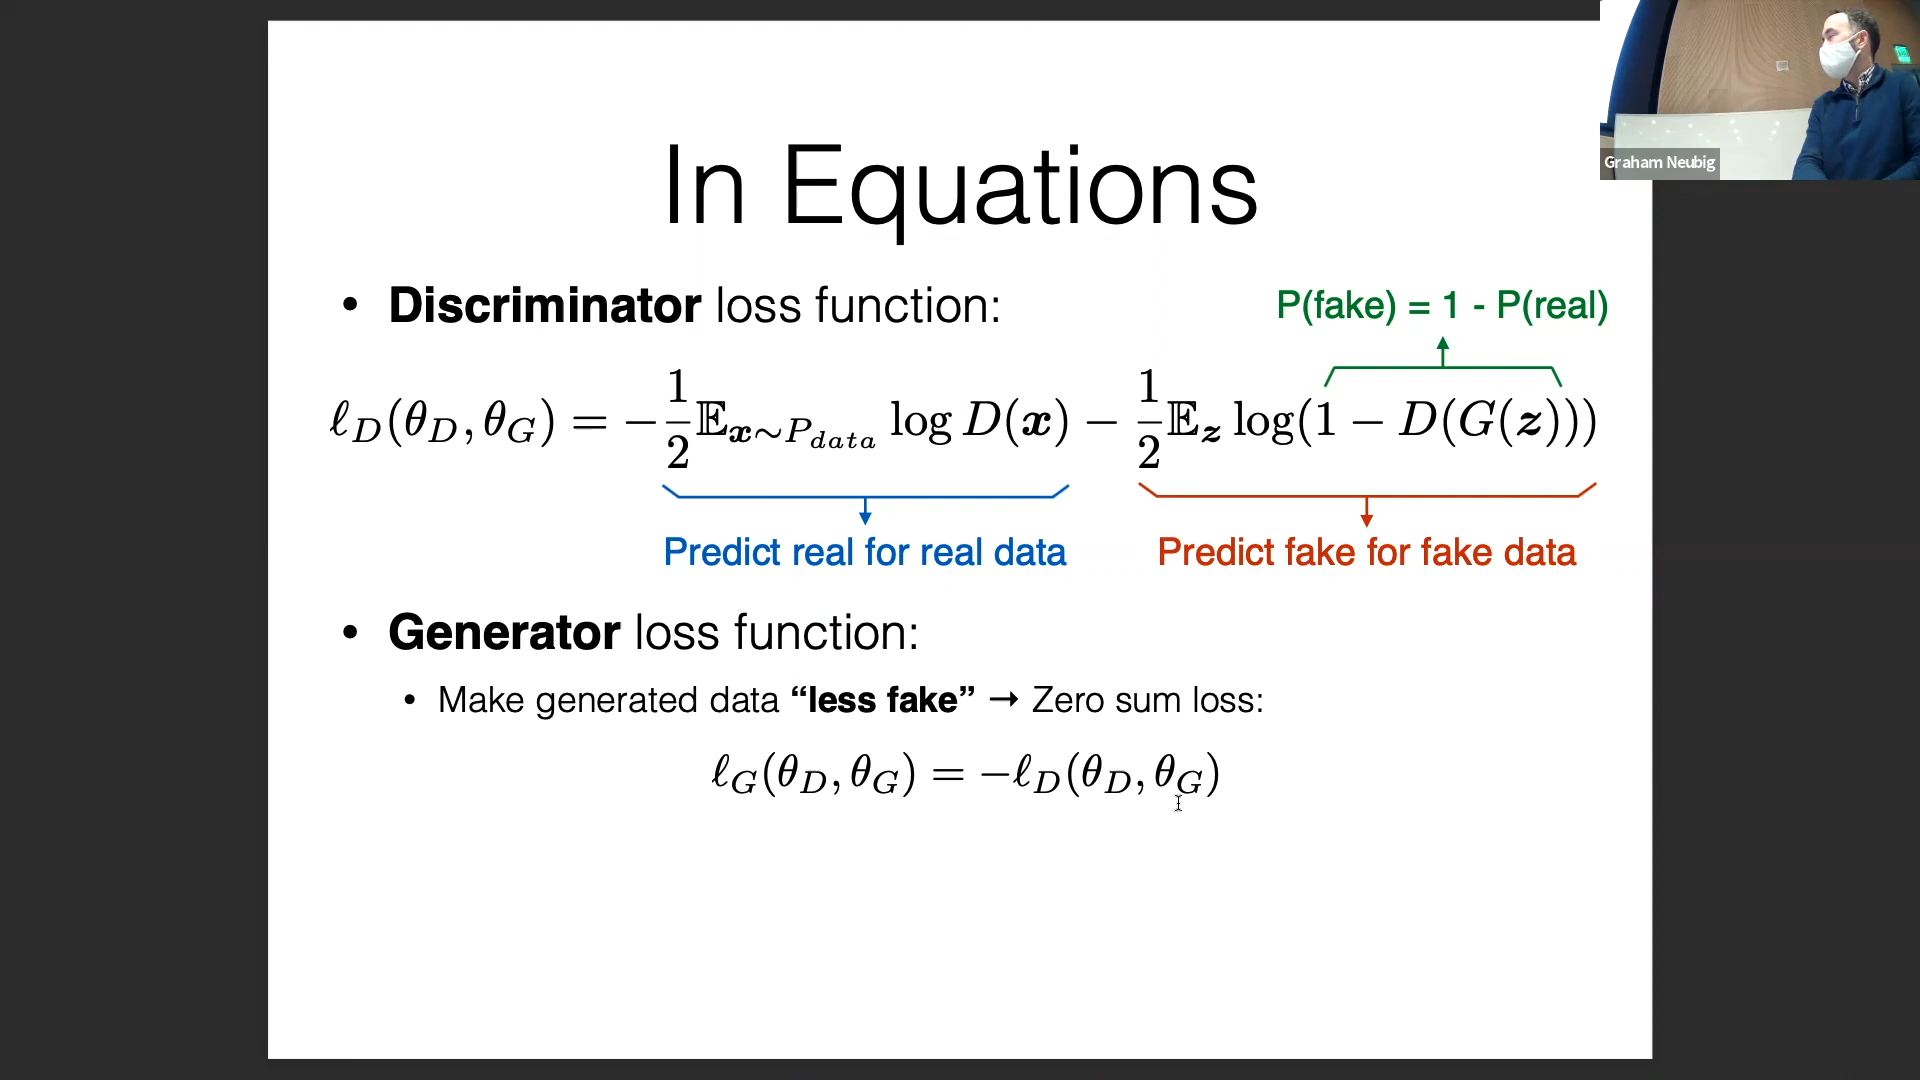 In Equations
Graham Neubig
• Discriminator loss function:
P(fake) = 1 - P(real)
ℓ_D(θ_D, θ_G) = −1/2 𝔼_{x∼P_{data}} log D(x) − 1/2 𝔼_z log(1 − D(G(z)))
Predict real for real data
Predict fake for fake data
• Generator loss function:
• Make generated data “less fake” → Zero sum loss:
ℓ_G(θ_D, θ_G) = −ℓ_D(θ_D, θ_G)